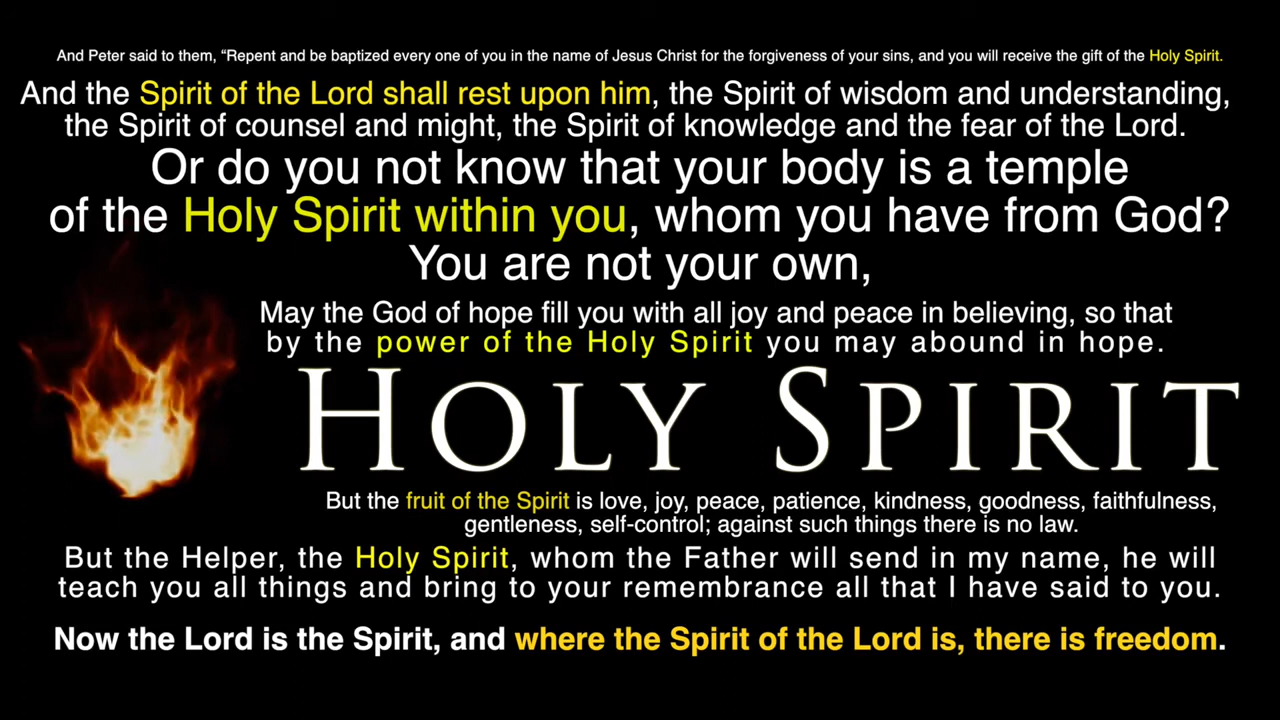 And Peter said to them, “Repent and be baptized every one of you in the name of Jesus Christ for the forgiveness of your sins, and you will receive the gift of the Holy Spirit.
And the Spirit of the Lord shall rest upon him, the Spirit of wisdom and understanding,
the Spirit of counsel and might, the Spirit of knowledge and the fear of the Lord.
Or do you not know that your body is a temple
of the Holy Spirit within you, whom you have from God?
You are not your own,
May the God of hope fill you with all joy and peace in believing, so that
by the power of the Holy Spirit you may abound in hope.
HOLY SPIRIT
But the fruit of the Spirit is love, joy, peace, patience, kindness, goodness, faithfulness,
gentleness, self-control; against such things there is no law.
But the Helper, the Holy Spirit, whom the Father will send in my name, he will
teach you all things and bring to your remembrance all that I have said to you.
Now the Lord is the Spirit, and where the Spirit of the Lord is, there is freedom.